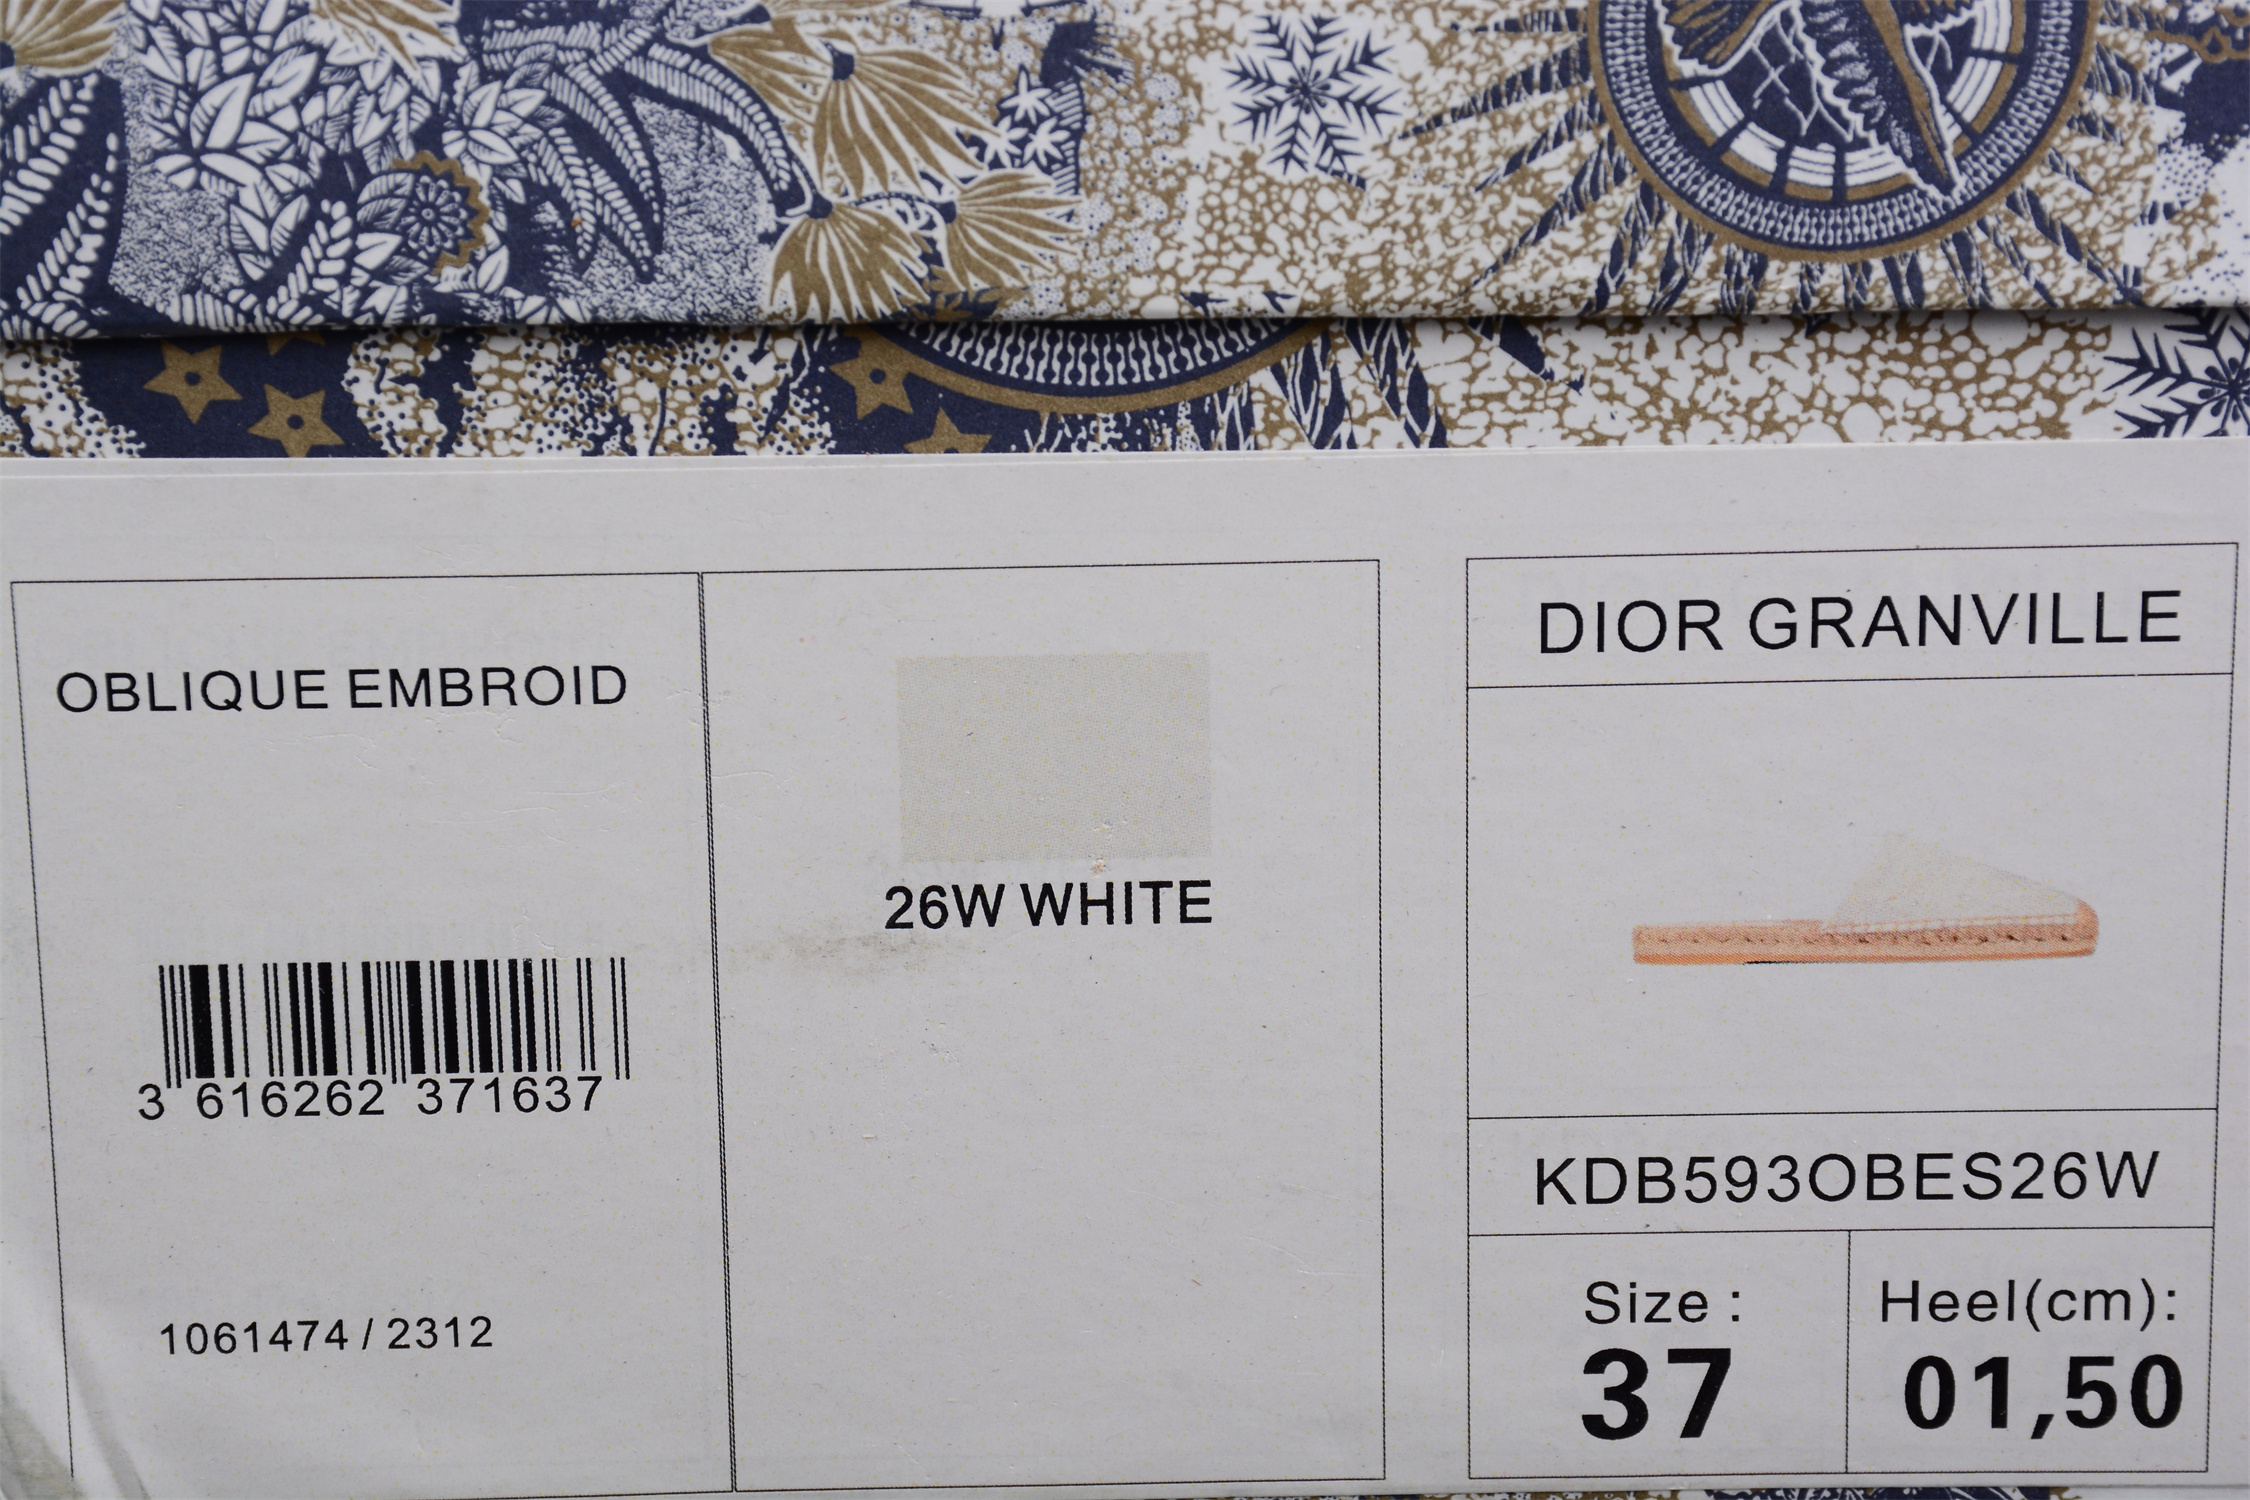 OBLIQUE EMBROID
3 616262 371637
1061474 / 2312
26W WHITE
DIOR GRANVILLE
KDB593OBES26W
Size :
37
Heel(cm):
01,50